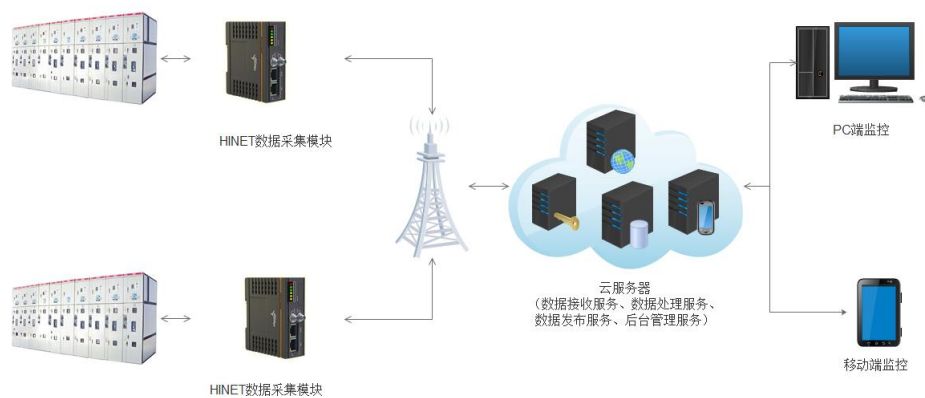 PC端监控
HINET数据采集模块
云服务器
（数据接收服务、数据处理服务、
数据发布服务、后台管理服务）
移动端监控
HINET数据采集模块